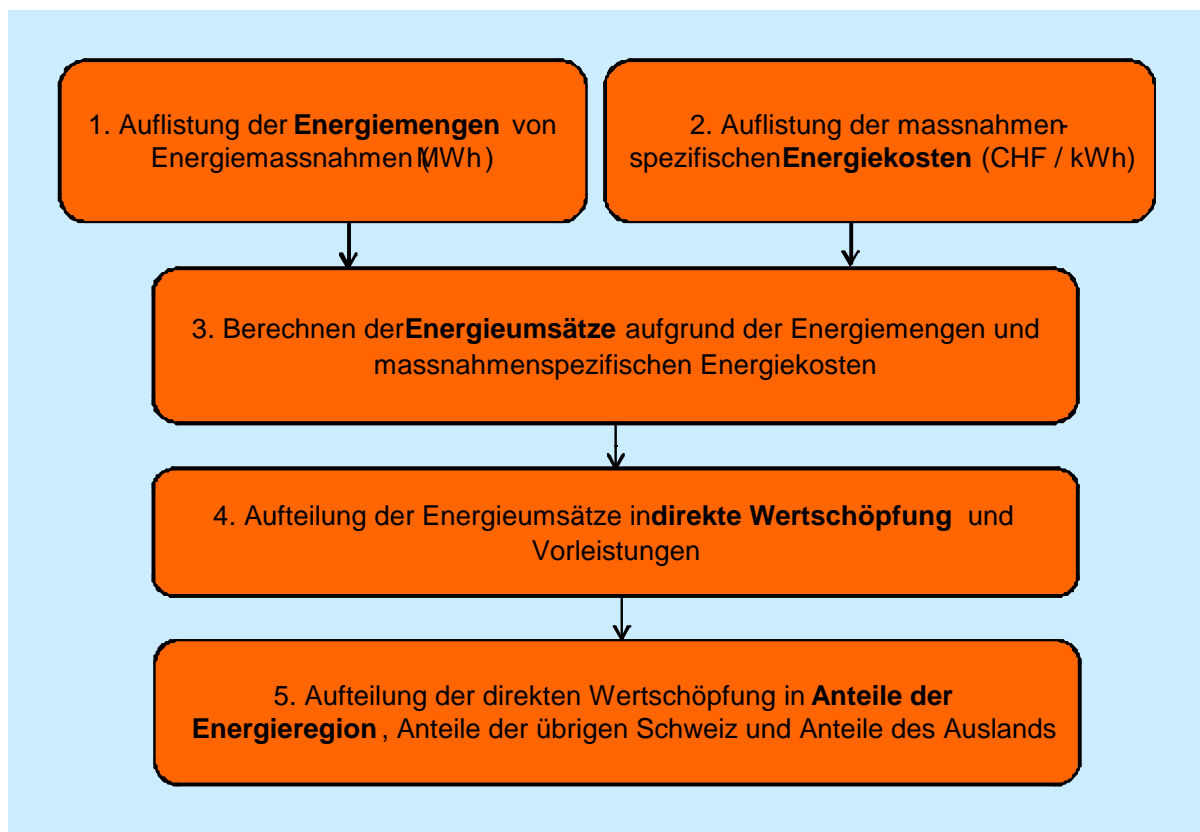 1. Auflistung der Energiemengen von
Energiemassnahmen (MWh)
2. Auflistung der massnahmen-
spezifischen Energiekosten (CHF / kWh)
3. Berechnen der Energieumsätze aufgrund der Energiemengen und
massnahmenspezifischen Energiekosten
4. Aufteilung der Energieumsätze in direkte Wertschöpfung und
Vorleistungen
5. Aufteilung der direkten Wertschöpfung in Anteile der
Energieregion, Anteile der übrigen Schweiz und Anteile des Auslands